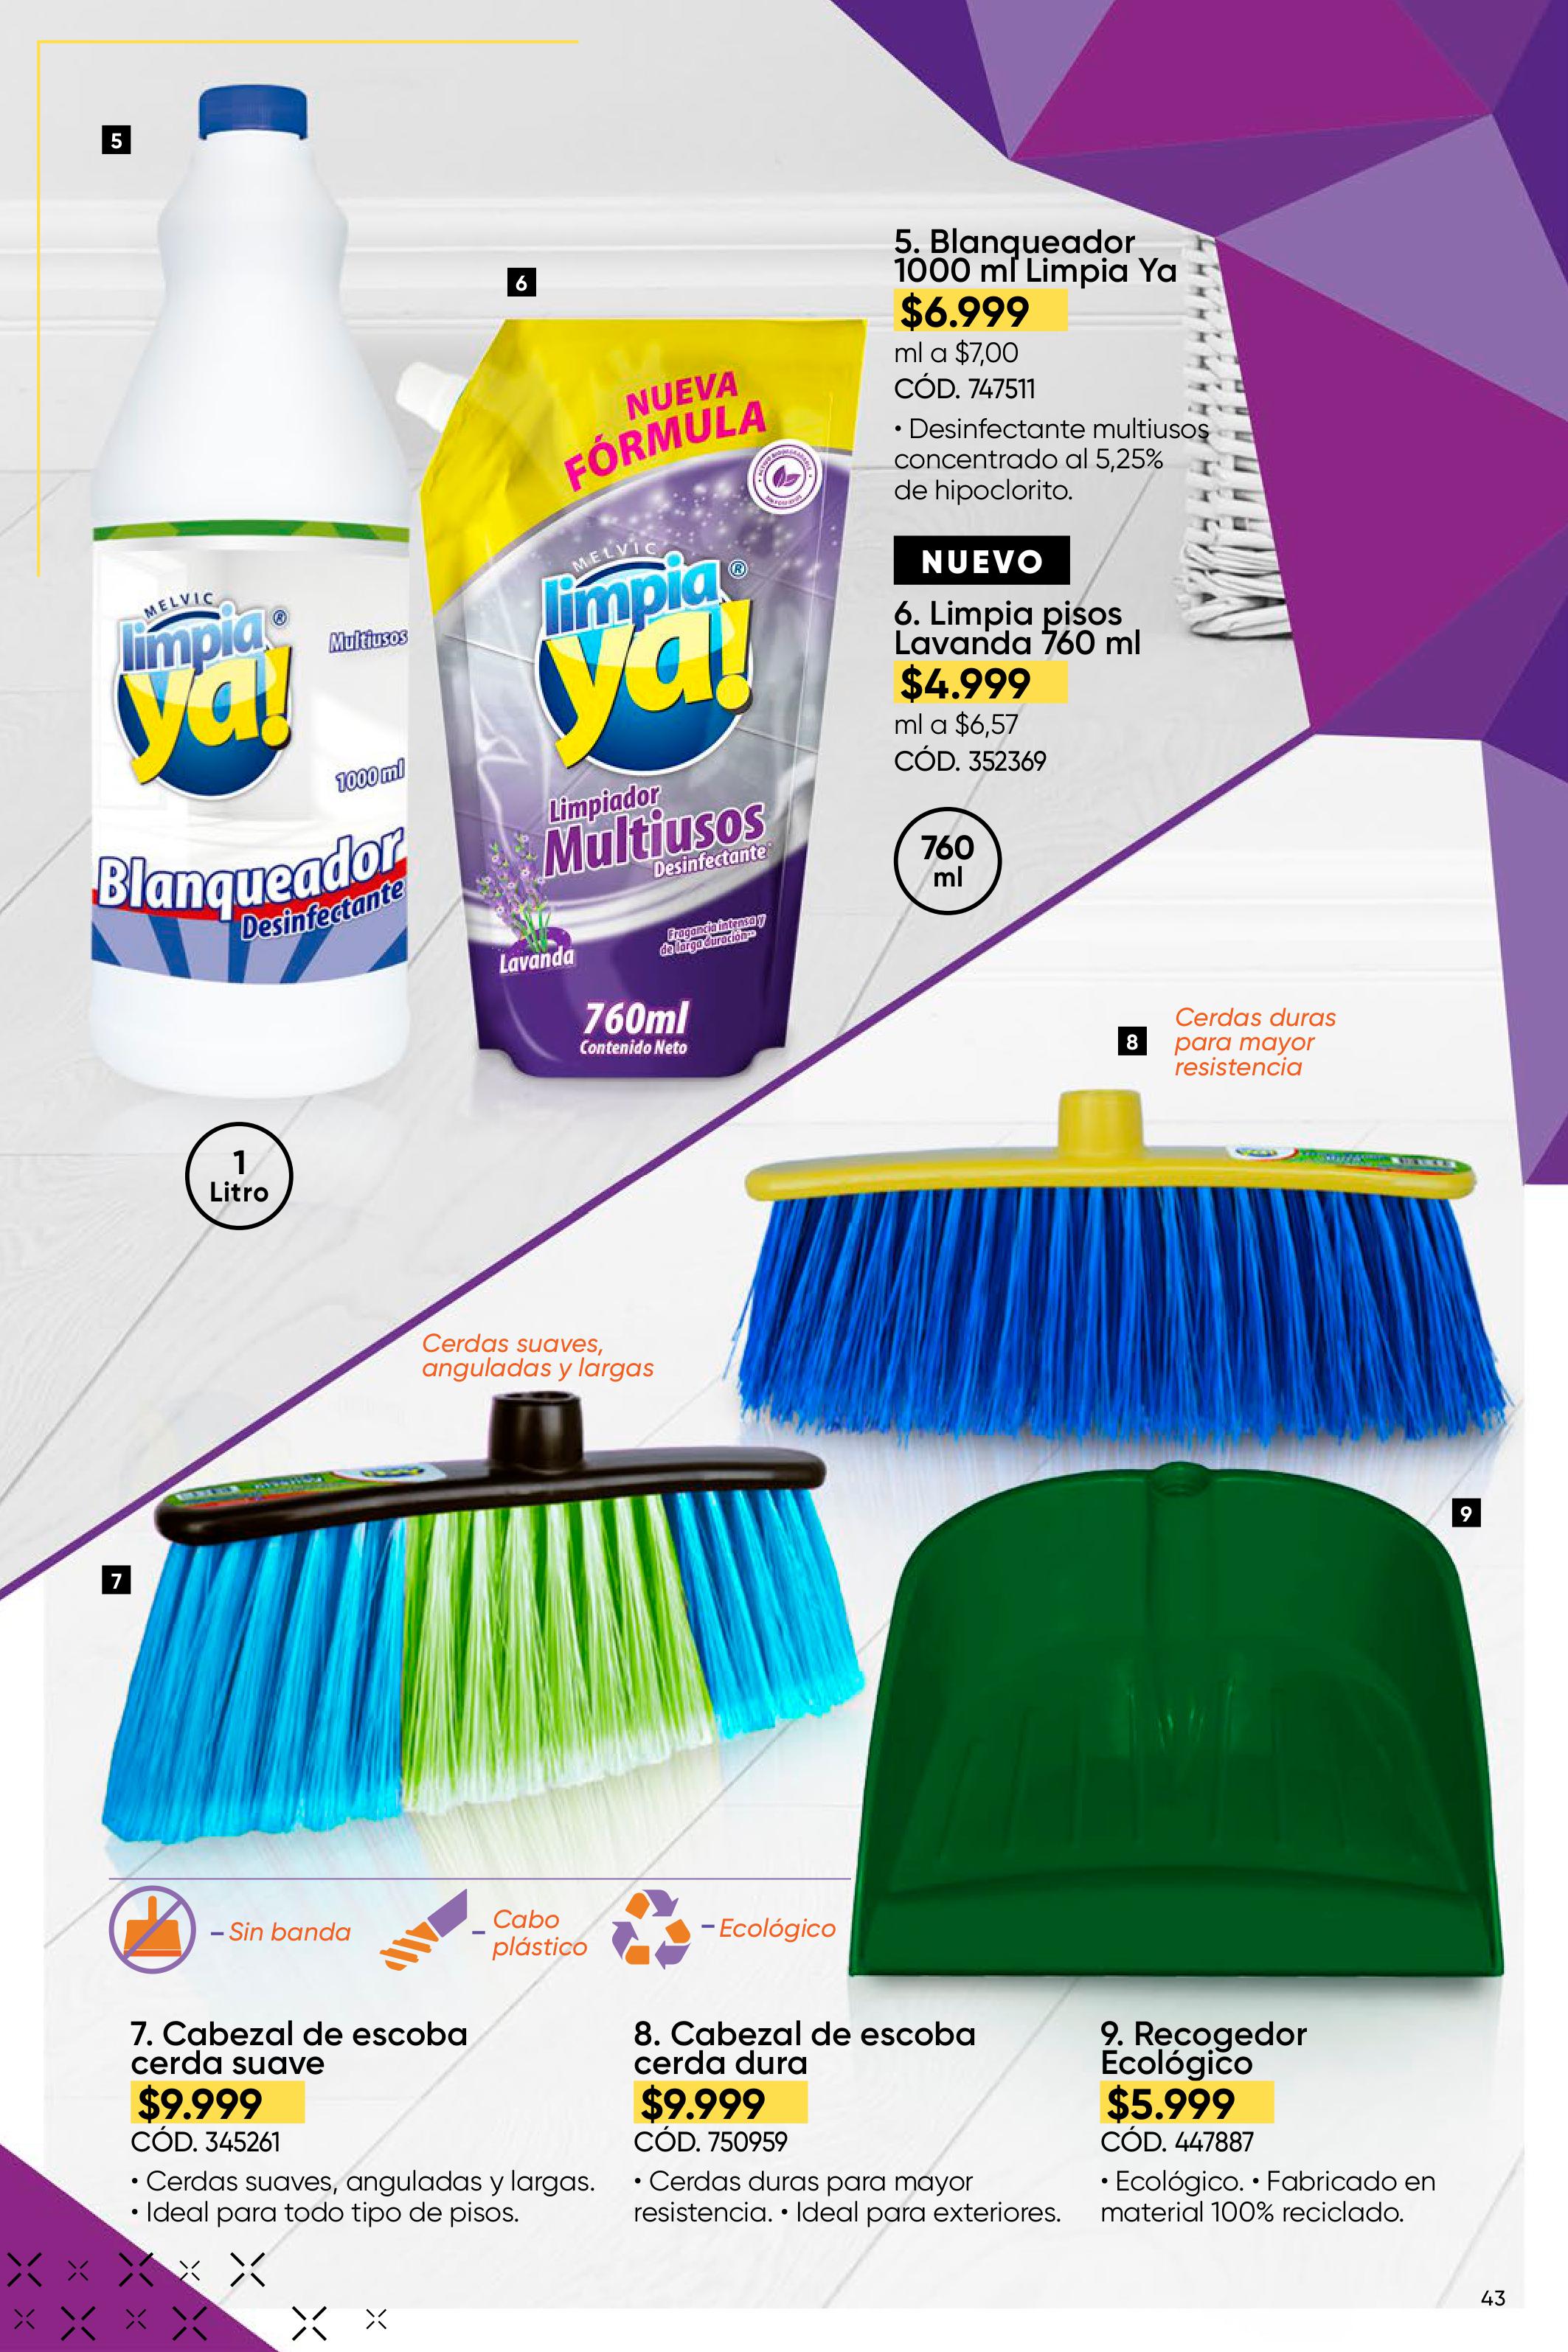 5
6
5. Blanqueador
1000 ml Limpia Ya
$6.999
ml a $7,00
CÓD. 747511
• Desinfectante multiusos
concentrado al 5,25%
de hipoclorito.
NUEVO
6. Limpia pisos
Lavanda 760 ml
$4.999
ml a $6,57
CÓD. 352369
760
ml
MELVIC
limpia
ya!
®
Multiusos
1000 ml
Blanqueador
Desinfectante
1
Litro
NUEVA
FÓRMULA
MELVIC
limpia
ya!
®
Limpiador
Multiusos
Desinfectante
Fragancia intensa y
de larga duración
Lavanda
760ml
Contenido Neto
8
Cerdas duras
para mayor
resistencia
Cerdas suaves,
anguladas y largas
7
9
– Sin banda
– Cabo
plástico
– Ecológico
7. Cabezal de escoba
cerda suave
$9.999
CÓD. 345261
• Cerdas suaves, anguladas y largas.
• Ideal para todo tipo de pisos.
8. Cabezal de escoba
cerda dura
$9.999
CÓD. 750959
• Cerdas duras para mayor
resistencia. • Ideal para exteriores.
9. Recogedor
Ecológico
$5.999
CÓD. 447887
• Ecológico. • Fabricado en
material 100% reciclado.
43